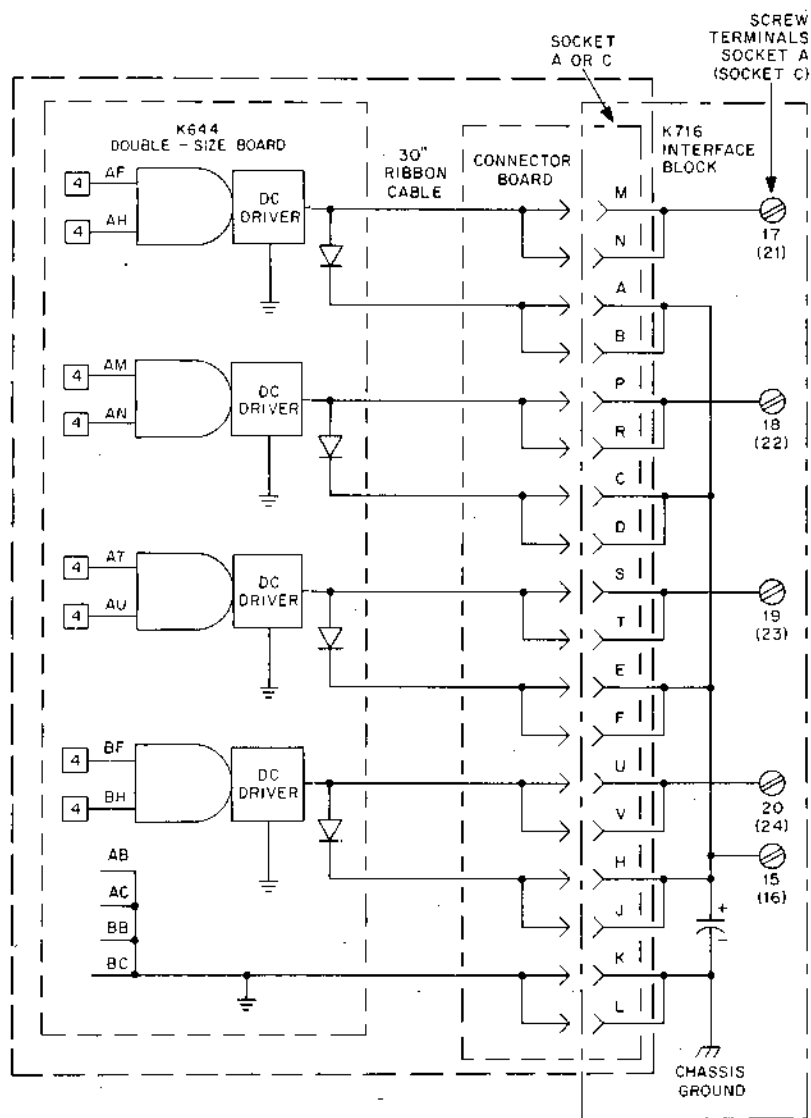 SCREW
TERMINALS
SOCKET A
(SOCKET C)
SOCKET
A OR C
K644
DOUBLE - SIZE BOARD
30"
RIBBON
CABLE
CONNECTOR
BOARD
K716
INTERFACE
BLOCK
4 AF
4 AH
DC
DRIVER
M
N
17
(21)
A
B
4 AM
4 AN
DC
DRIVER
P
R
18
(22)
C
D
4 AT
4 AU
DC
DRIVER
S
T
19
(23)
E
F
4 BF
4 BH
DC
DRIVER
U
V
20
(24)
H
J
15
(16)
+
-
AB
AC
BB
BC
K
L
CHASSIS
GROUND